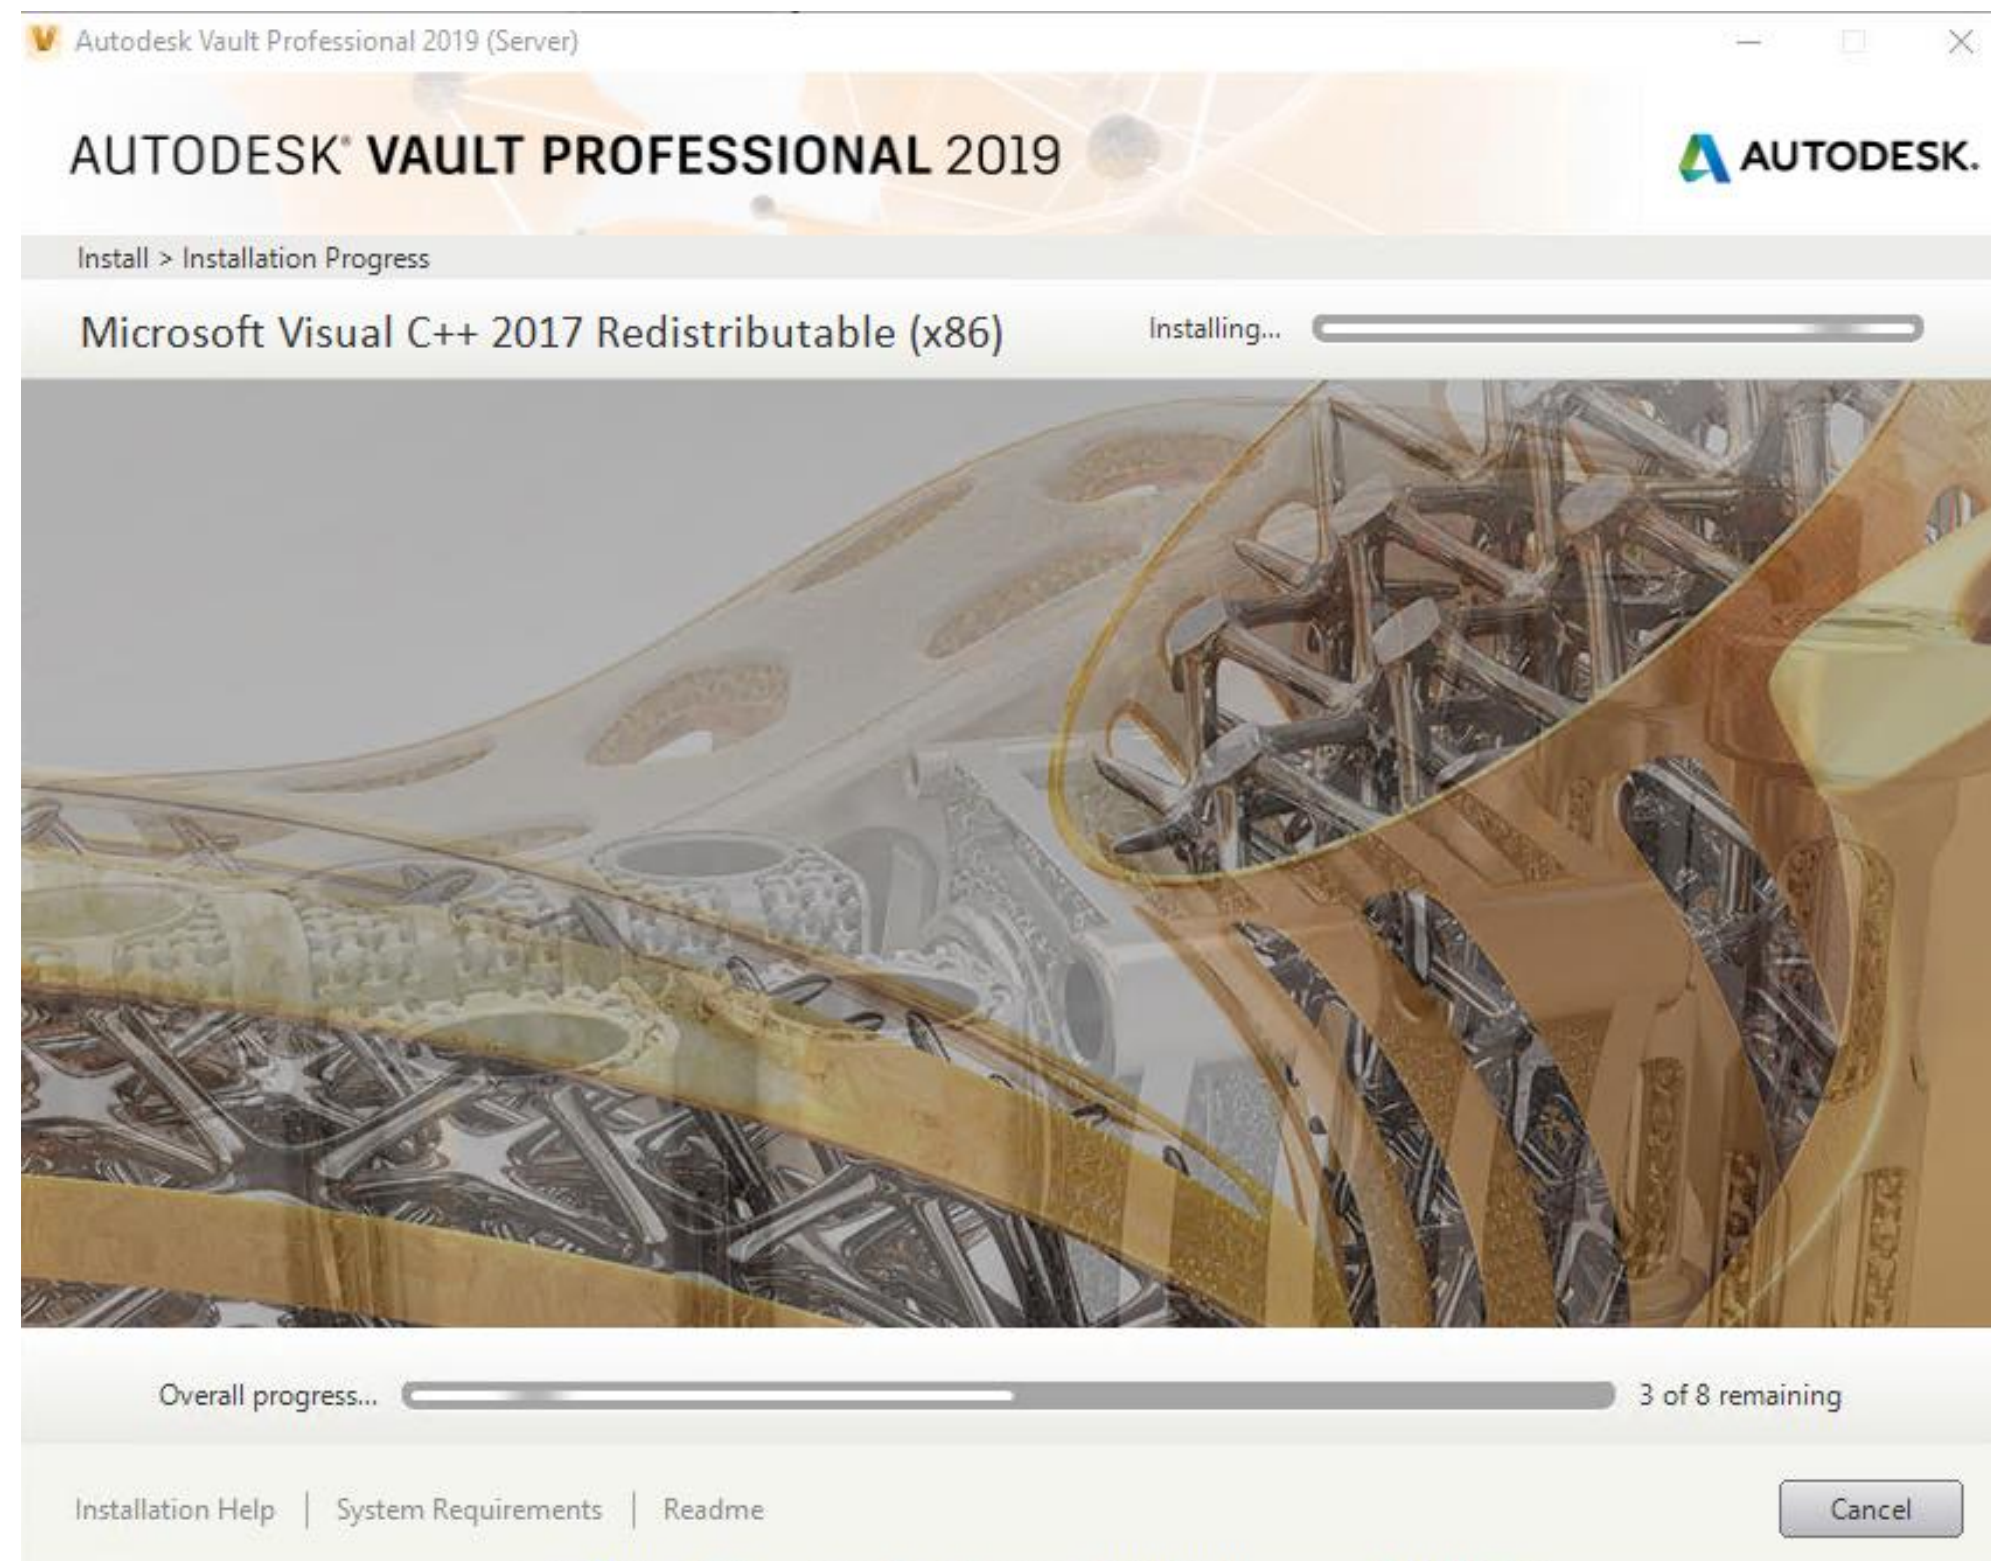 Autodesk Vault Professional 2019 (Server)
AUTODESK® VAULT PROFESSIONAL 2019
AUTODESK.
Install > Installation Progress
Microsoft Visual C++ 2017 Redistributable (x86)
Installing...
Overall progress...
3 of 8 remaining
Installation Help | System Requirements | Readme
Cancel